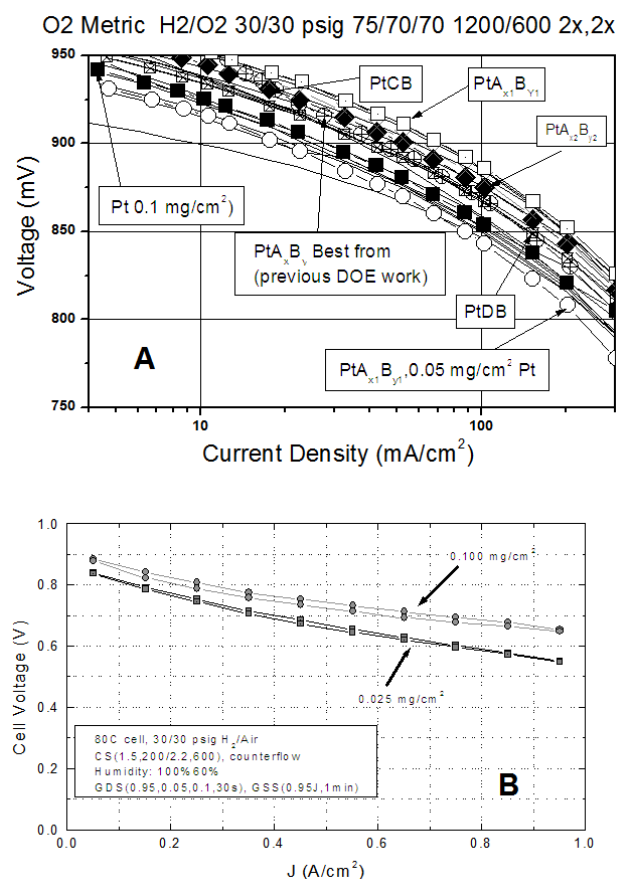 O2 Metric H2/O2 30/30 psig 75/70/70 1200/600 2x,2x
950
900
850
800
750
10
100
Voltage (mV)
Current Density (mA/cm²)
PtCB
PtAx1BY1
PtAx2By2
Pt 0.1 mg/cm²)
PtAxBy Best from
(previous DOE work)
PtDB
PtAx1By1,0.05 mg/cm² Pt
A
1.0
0.8
0.6
0.4
0.2
0.0
0.0
0.2
0.4
0.6
0.8
1.0
Cell Voltage (V)
J (A/cm²)
0.100 mg/cm²
0.025 mg/cm²
80C cell, 30/30 psig H2/Air
CS(1.5,200/2.2,600), counterflow
Humidity: 100%60%
GDS(0.95,0.05,0.1,30s), GSS(0.95J,1min)
B